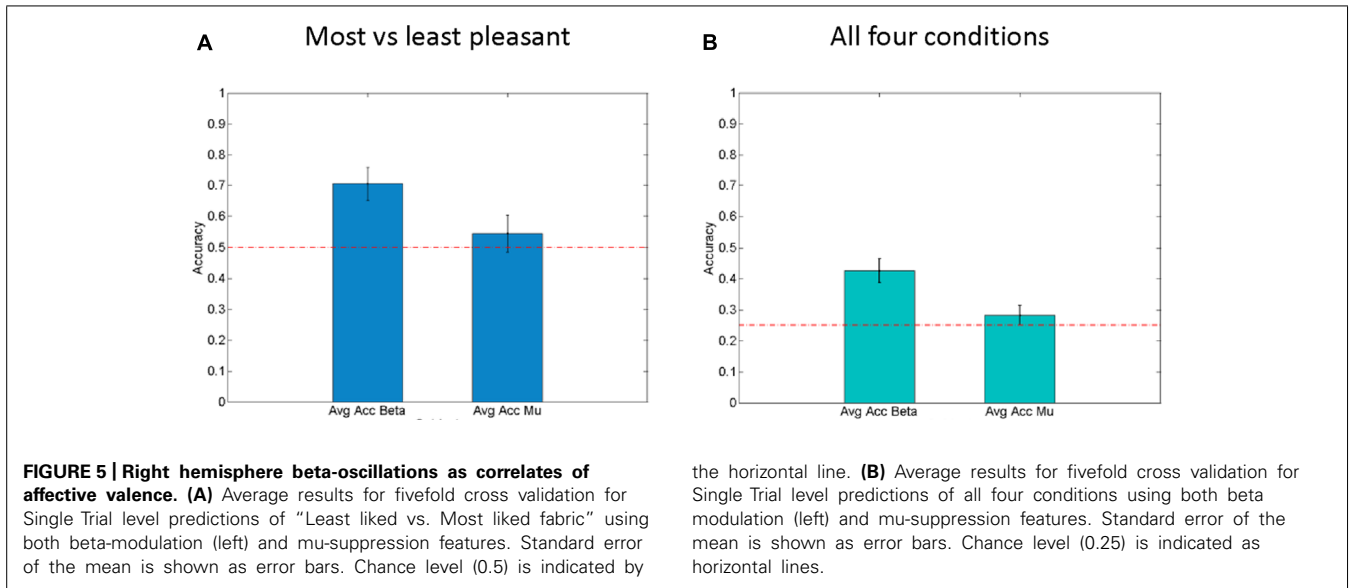 A Most vs least pleasant
1
0.9
0.8
0.7
0.6
0.5
0.4
0.3
0.2
0.1
0
Accuracy
Avg Acc Beta Avg Acc Mu
B All four conditions
1
0.9
0.8
0.7
0.6
0.5
0.4
0.3
0.2
0.1
0
Accuracy
Avg Acc Beta Avg Acc Mu
FIGURE 5 | Right hemisphere beta-oscillations as correlates of
affective valence. (A) Average results for fivefold cross validation for
Single Trial level predictions of “Least liked vs. Most liked fabric” using
both beta-modulation (left) and mu-suppression features. Standard error
of the mean is shown as error bars. Chance level (0.5) is indicated by
the horizontal line. (B) Average results for fivefold cross validation for
Single Trial level predictions of all four conditions using both beta
modulation (left) and mu-suppression features. Standard error of the
mean is shown as error bars. Chance level (0.25) is indicated as
horizontal lines.